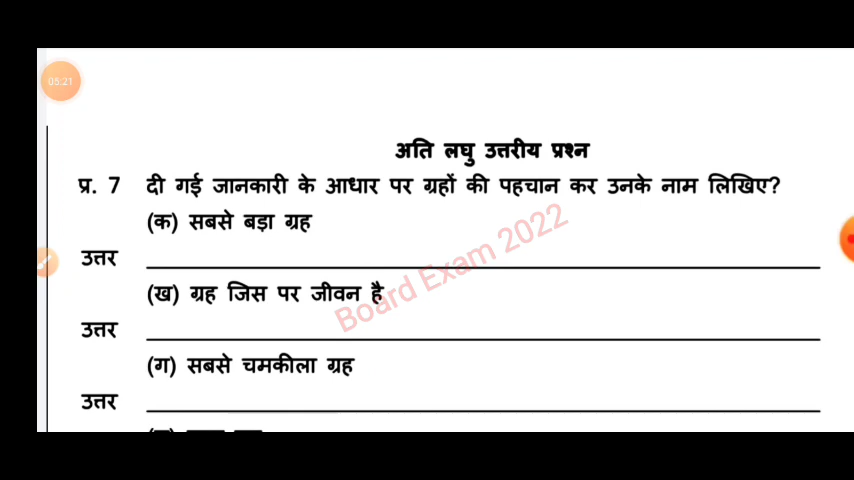 05:21
अति लघु उत्तरीय प्रश्न
प्र. 7 दी गई जानकारी के आधार पर ग्रहों की पहचान कर उनके नाम लिखिए?
(क) सबसे बड़ा ग्रह
उत्तर
(ख) ग्रह जिस पर जीवन है
उत्तर
(ग) सबसे चमकीला ग्रह
उत्तर
Board Exam 2022